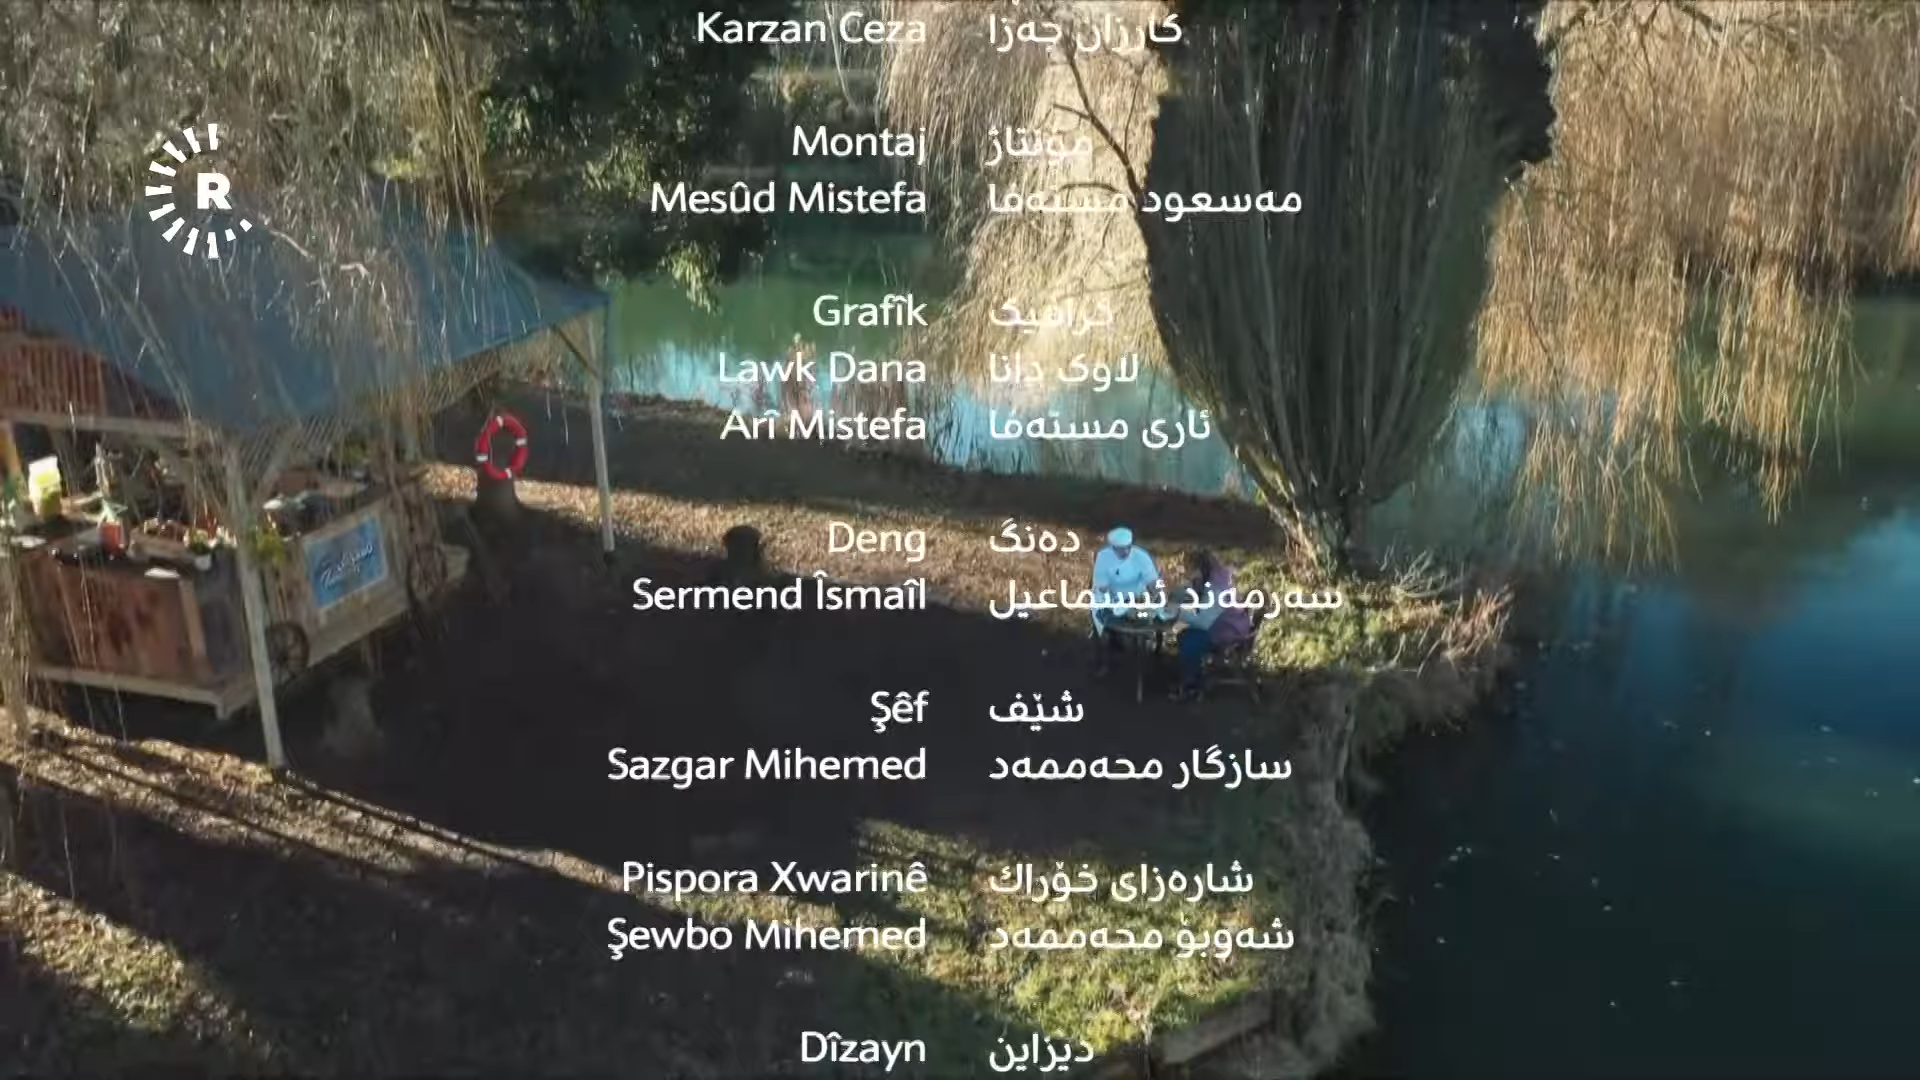 R
Karzan Ceza کارزان جەزا
Montaj مۆنتاژ
Mesûd Mistefa مەسعود مستەفا
Grafîk گرافیک
Lawk Dana لاوک دانا
Arî Mistefa ئاری مستەفا
Deng دەنگ
Sermend Îsmaîl سەرمەند ئیسماعیل
Şêf شێف
Sazgar Mihemed سازگار محەممەد
Pispora Xwarinê شارەزای خۆراك
Şewbo Mihemed شەوبۆ محەممەد
Dîzayn دیزاین